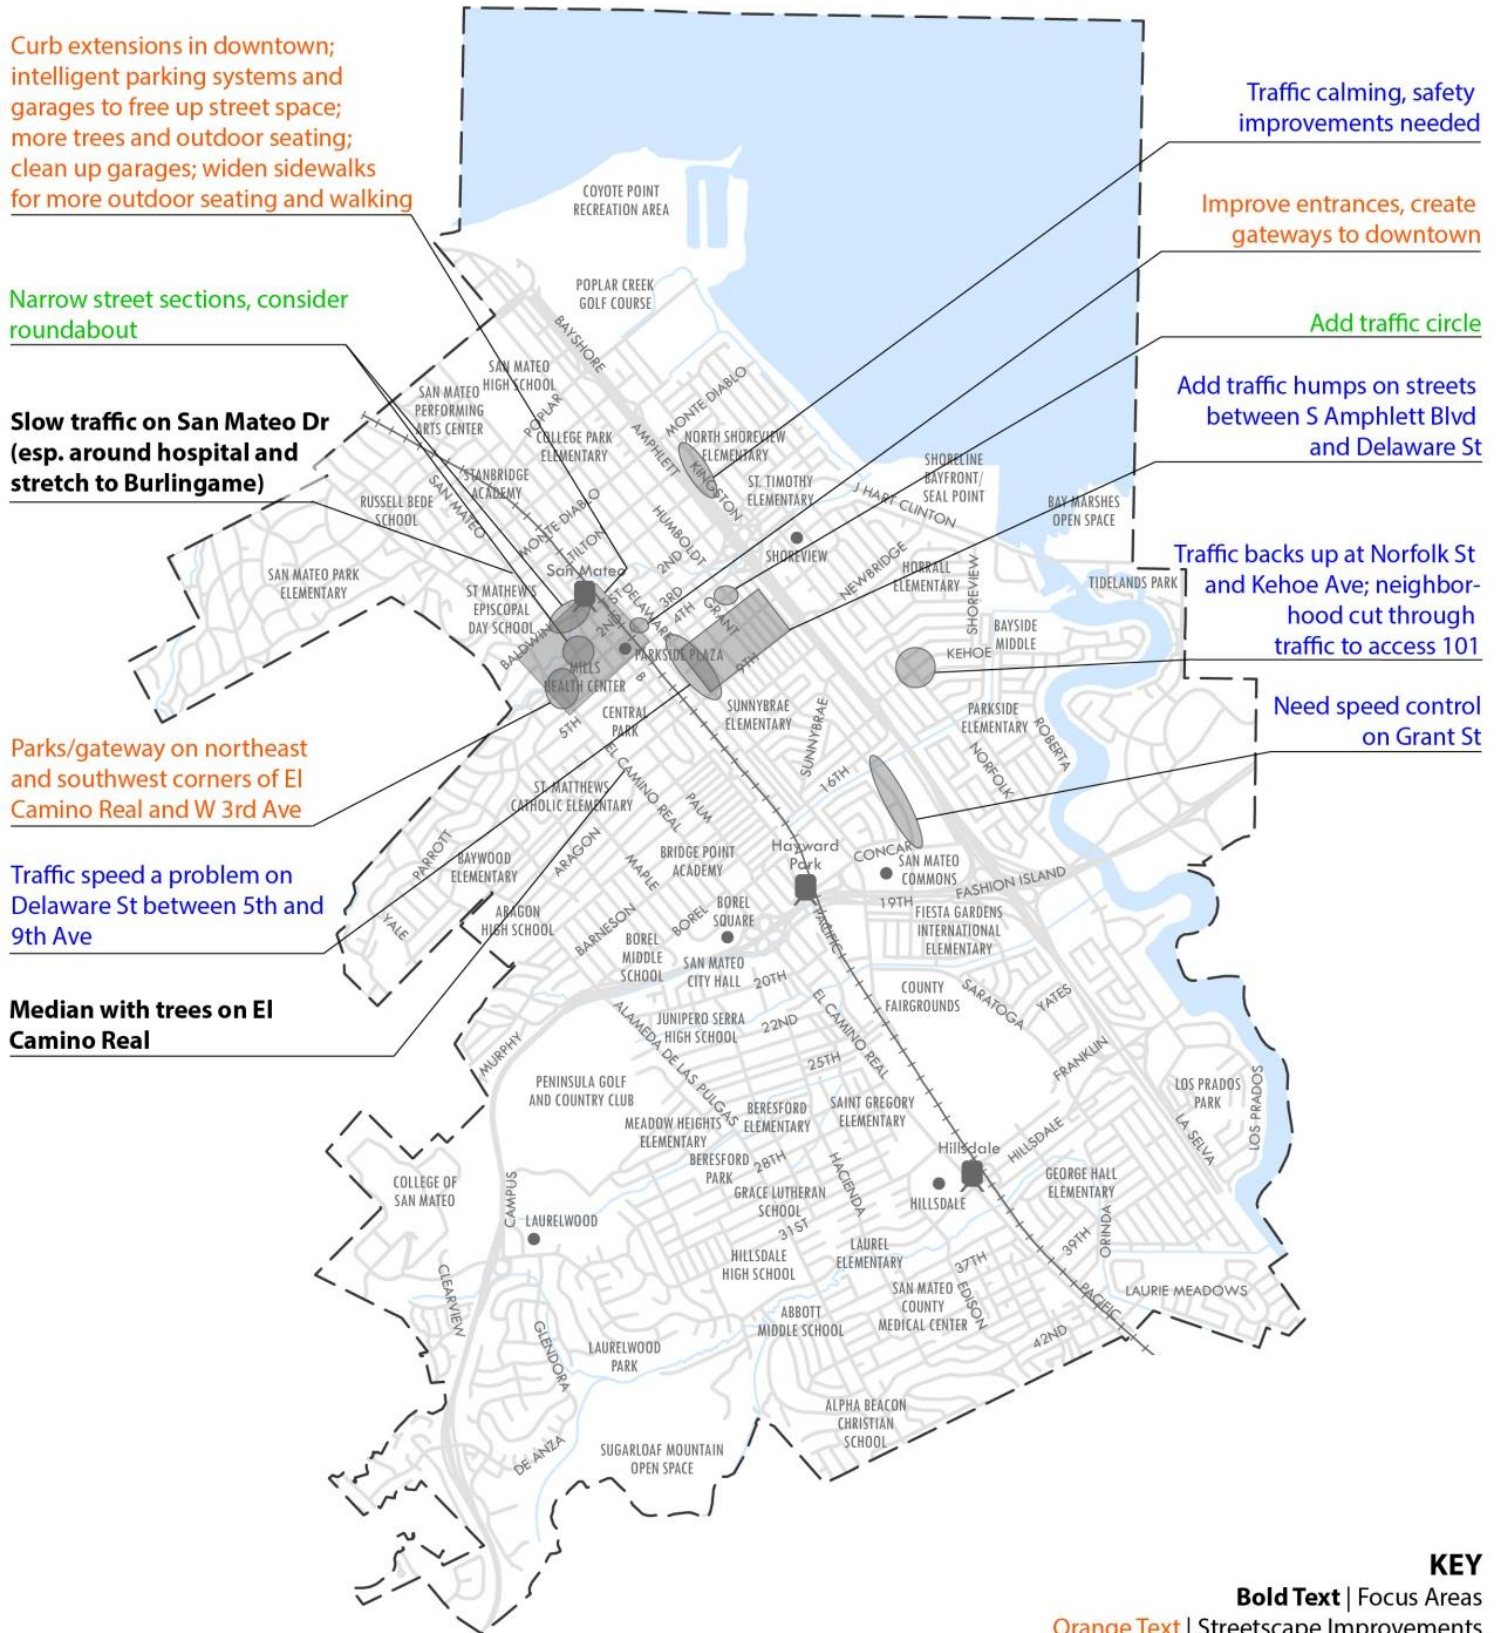 Curb extensions in downtown;
intelligent parking systems and
garages to free up street space;
more trees and outdoor seating;
clean up garages; widen sidewalks
for more outdoor seating and walking
Narrow street sections, consider
roundabout
Slow traffic on San Mateo Dr
(esp. around hospital and
stretch to Burlingame)
Parks/gateway on northeast
and southwest corners of El
Camino Real and W 3rd Ave
Traffic speed a problem on
Delaware St between 5th and
9th Ave
Median with trees on El
Camino Real
Traffic calming, safety
improvements needed
Improve entrances, create
gateways to downtown
Add traffic circle
Add traffic humps on streets
between S Amphlett Blvd
and Delaware St
Traffic backs up at Norfolk St
and Kehoe Ave; neighbor-
hood cut through
traffic to access 101
Need speed control
on Grant St
COYOTE POINT
RECREATION AREA
POPLAR CREEK
GOLF COURSE
BAYSHORE
SAN MATEO
HIGH SCHOOL
SAN MATEO
PERFORMING
ARTS CENTER
POPLAR
COLLEGE PARK
ELEMENTARY
AMPHLETT
MONTE DIABLO
NORTH SHOREVIEW
ELEMENTARY
KINGSTON
ST. TIMOTHY
ELEMENTARY
SHORELINE
BAYFRONT/
SEAL POINT
J HART CLINTON
BAY MARSHES
OPEN SPACE
STANBRIDGE
ACADEMY
SAN MATEO
RUSSELL BEDE
SCHOOL
MONTE DIABLO
TILTON
HUMBOLDT
2ND
SHOREVIEW
NEWBRIDGE
HORRALL
ELEMENTARY
SHOREVIEW
TIDELANDS PARK
SAN MATEO PARK
ELEMENTARY
San Mateo
ST MATHEW'S
EPISCOPAL
DAY SCHOOL
BALDWIN
2ND
DELAWARE
3RD
4TH
GRANT
9TH
PARKSIDE PLAZA
BAYSIDE
MIDDLE
KEHOE
MILLS
HEALTH CENTER
B
5TH
CENTRAL
PARK
SUNNYBRAE
ELEMENTARY
SUNNYBRAE
PARKSIDE
ELEMENTARY
ROBERTA
NORFOLK
16TH
EL CAMINO REAL
ST. MATTHEWS
CATHOLIC ELEMENTARY
PALM
PARROTT
BAYWOOD
ELEMENTARY
ARAGON
MAPLE
BRIDGE POINT
ACADEMY
Hayward
Park
CONCAR
SAN MATEO
COMMONS
FASHION ISLAND
19TH
YALE
ARAGON
HIGH SCHOOL
BARNESON
BOREL
BOREL
SQUARE
BOREL
MIDDLE
SCHOOL
SAN MATEO
CITY HALL
PACIFIC
FIESTA GARDENS
INTERNATIONAL
ELEMENTARY
20TH
COUNTY
FAIRGROUNDS
SARATOGA
YATES
ALAMEDA DE LAS PULGAS
JUNIPERO SERRA
HIGH SCHOOL
22ND
EL CAMINO REAL
25TH
MURPHY
FRANKLIN
PENINSULA GOLF
AND COUNTRY CLUB
MEADOW HEIGHTS
ELEMENTARY
BERESFORD
ELEMENTARY
SAINT GREGORY
ELEMENTARY
LOS PRADOS
PARK
LOS PRADOS
LA SELVA
BERESFORD
PARK
28TH
HACIENDA
Hillsdale
HILLSDALE
HILLSDALE
GEORGE HALL
ELEMENTARY
COLLEGE OF
SAN MATEO
CAMPUS
LAURELWOOD
GRACE LUTHERAN
SCHOOL
31ST
ORINDA
39TH
HILLSDALE
HIGH SCHOOL
LAUREL
ELEMENTARY
37TH
EDISON
SAN MATEO
COUNTY
MEDICAL CENTER
PACIFIC
LAURIE MEADOWS
CLEARVIEW
GLENDORA
ABBOTT
MIDDLE SCHOOL
42ND
LAURELWOOD
PARK
ALPHA BEACON
CHRISTIAN
SCHOOL
DE ANZA
SUGARLOAF MOUNTAIN
OPEN SPACE
KEY
Bold Text | Focus Areas
Orange Text | Streetscape Improvements